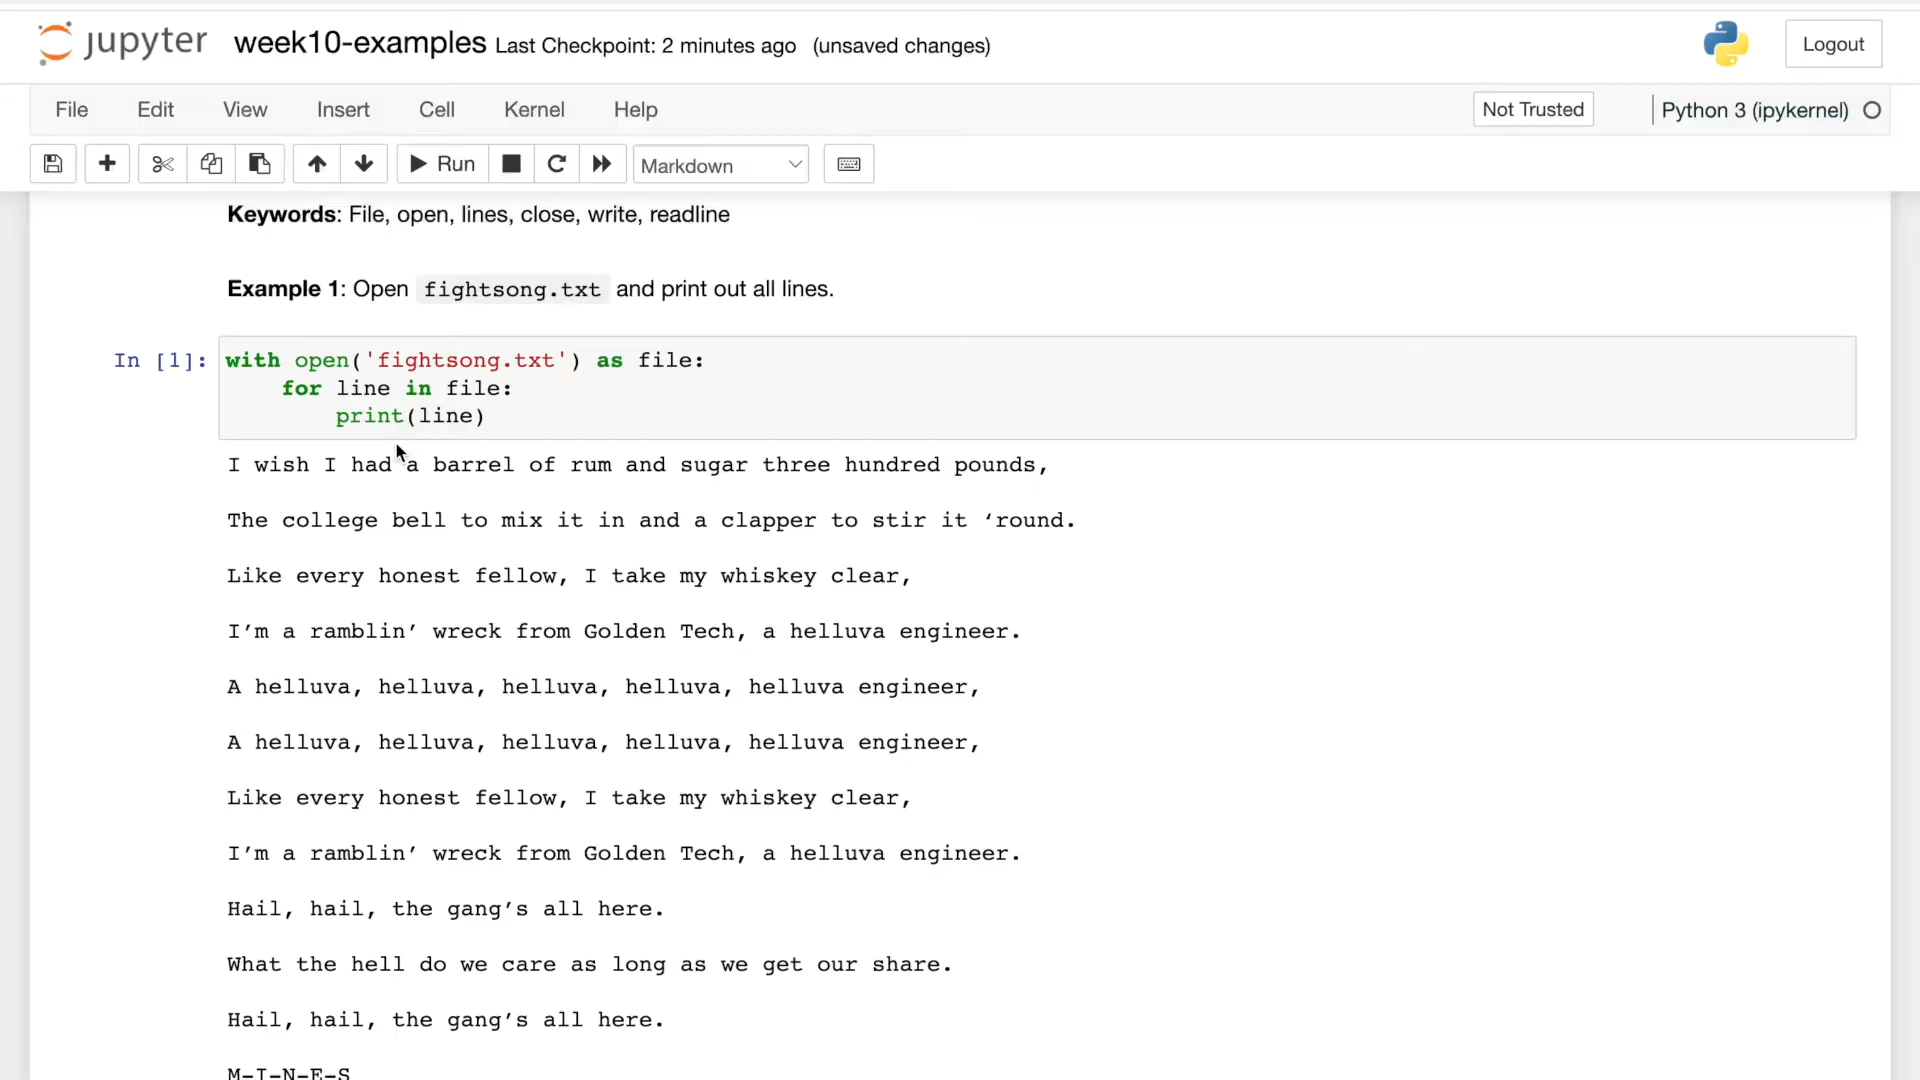 jupyter week10-examples Last Checkpoint: 2 minutes ago (unsaved changes) Logout
File Edit View Insert Cell Kernel Help Not Trusted Python 3 (ipykernel)
Run Markdown
Keywords: File, open, lines, close, write, readline
Example 1: Open fightsong.txt and print out all lines.
In [1]: with open('fightsong.txt') as file:
for line in file:
print(line)
I wish I had a barrel of rum and sugar three hundred pounds,
The college bell to mix it in and a clapper to stir it ‘round.
Like every honest fellow, I take my whiskey clear,
I’m a ramblin’ wreck from Golden Tech, a helluva engineer.
A helluva, helluva, helluva, helluva, helluva engineer,
A helluva, helluva, helluva, helluva, helluva engineer,
Like every honest fellow, I take my whiskey clear,
I’m a ramblin’ wreck from Golden Tech, a helluva engineer.
Hail, hail, the gang’s all here.
What the hell do we care as long as we get our share.
Hail, hail, the gang’s all here.
M-I-N-E-S